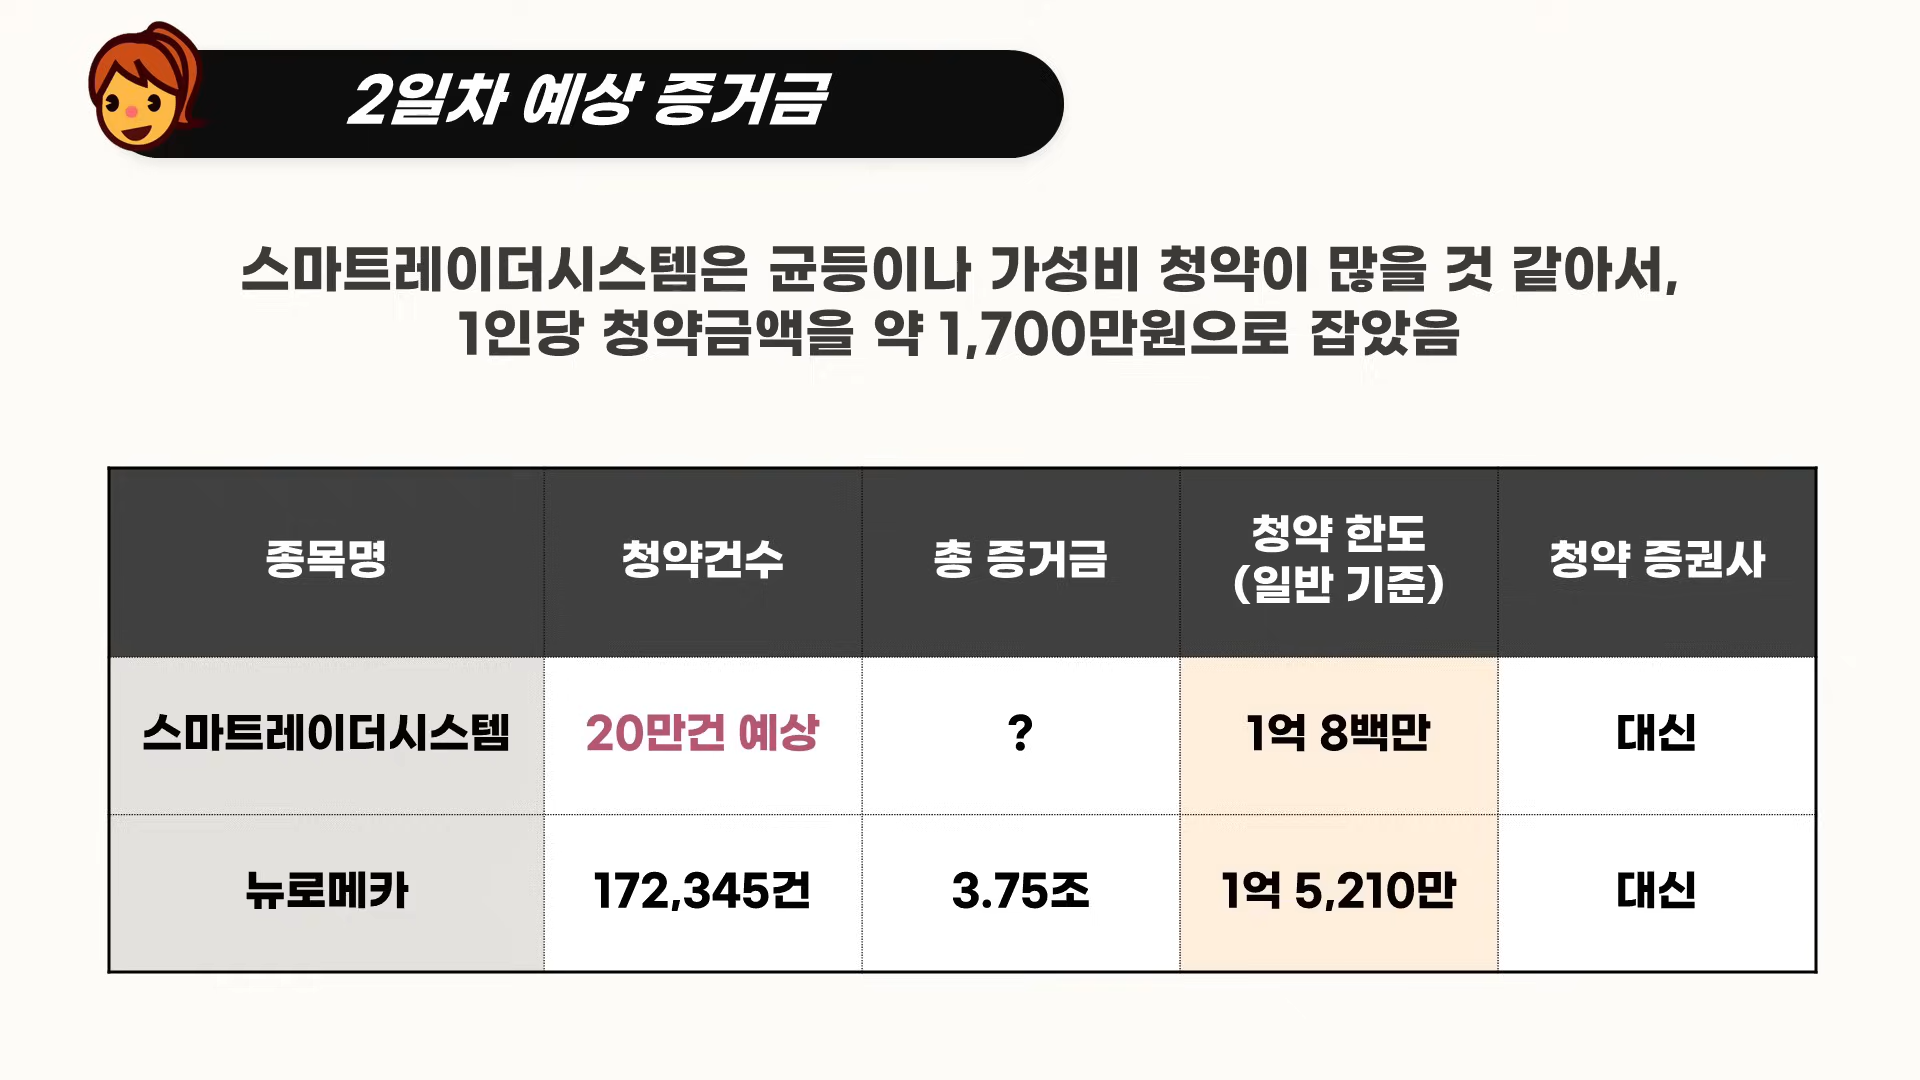 2일차 예상 증거금
스마트레이더시스템은 균등이나 가성비 청약이 많을 것 같아서,
1인당 청약금액을 약 1,700만원으로 잡았음
종목명 청약건수 총 증거금 청약 한도 (일반 기준) 청약 증권사
스마트레이더시스템 20만건 예상 ? 1억 8백만 대신
뉴로메카 172,345건 3.75조 1억 5,210만 대신